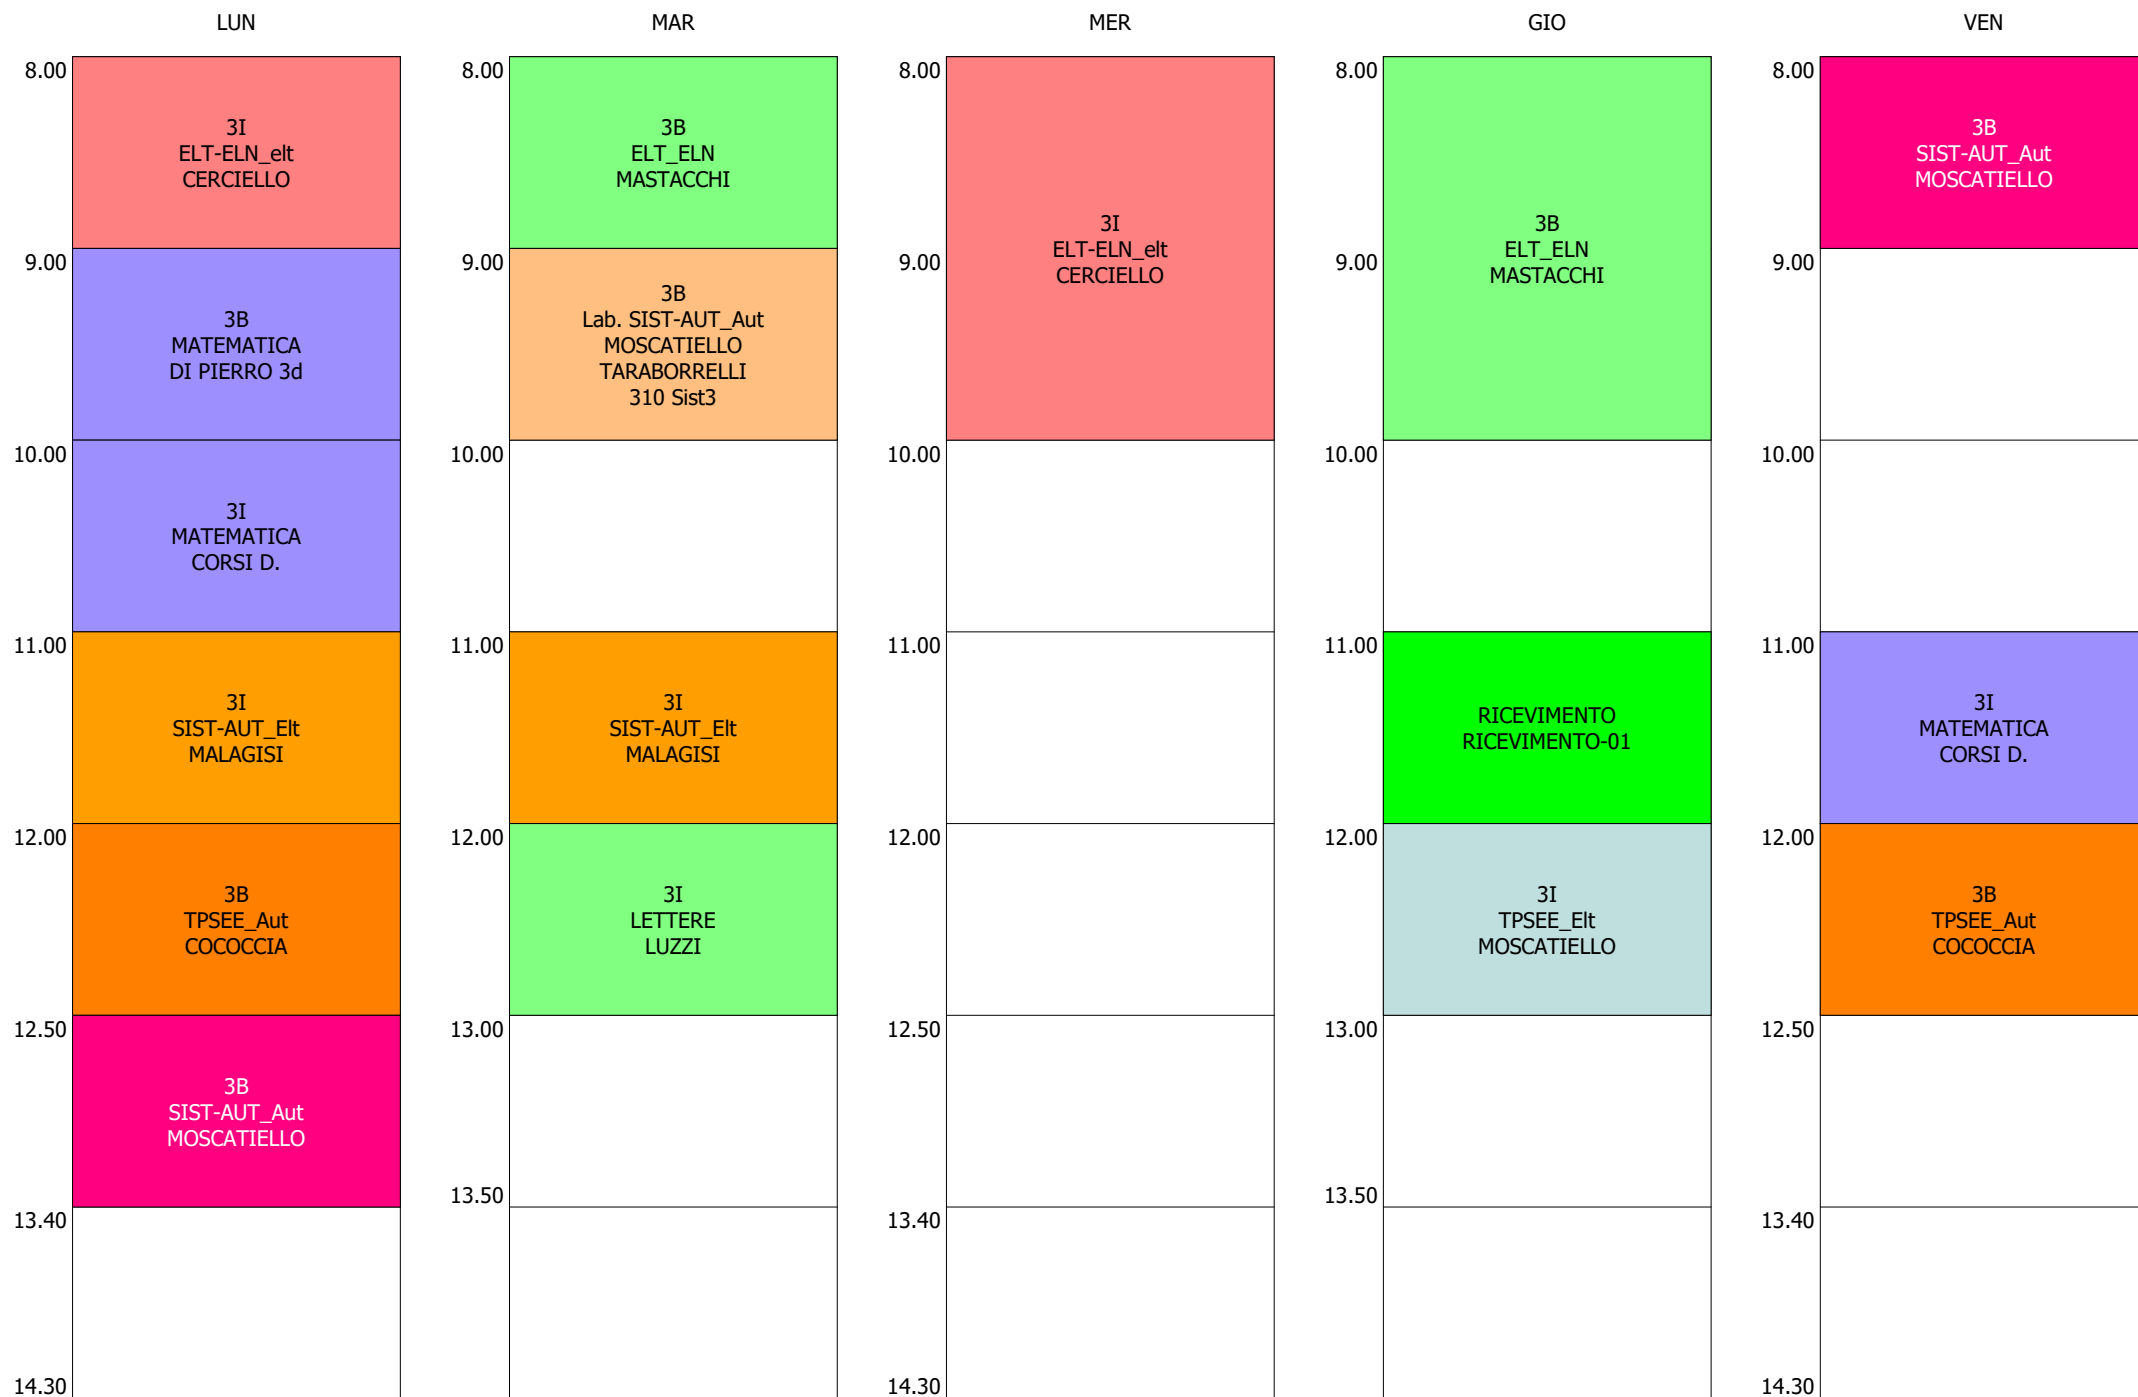 LUN
8.00
3I
ELT-ELN_elt
CERCIELLO
9.00
3B
MATEMATICA
DI PIERRO 3d
10.00
3I
MATEMATICA
CORSI D.
11.00
3I
SIST-AUT_Elt
MALAGISI
12.00
3B
TPSEE_Aut
COCOCCIA
12.50
3B
SIST-AUT_Aut
MOSCATIELLO
13.40
14.30
MAR
8.00
3B
ELT_ELN
MASTACCHI
9.00
3B
Lab. SIST-AUT_Aut
MOSCATIELLO
TARABORRELLI
310 Sist3
10.00
11.00
3I
SIST-AUT_Elt
MALAGISI
12.00
3I
LETTERE
LUZZI
13.00
13.50
MER
8.00
3I
ELT-ELN_elt
CERCIELLO
9.00
10.00
11.00
12.00
12.50
13.40
14.30
GIO
8.00
3B
ELT_ELN
MASTACCHI
9.00
10.00
11.00
RICEVIMENTO
RICEVIMENTO-01
12.00
3I
TPSEE_Elt
MOSCATIELLO
13.00
13.50
VEN
8.00
3B
SIST-AUT_Aut
MOSCATIELLO
9.00
10.00
11.00
3I
MATEMATICA
CORSI D.
12.00
3B
TPSEE_Aut
COCOCCIA
12.50
13.40
14.30